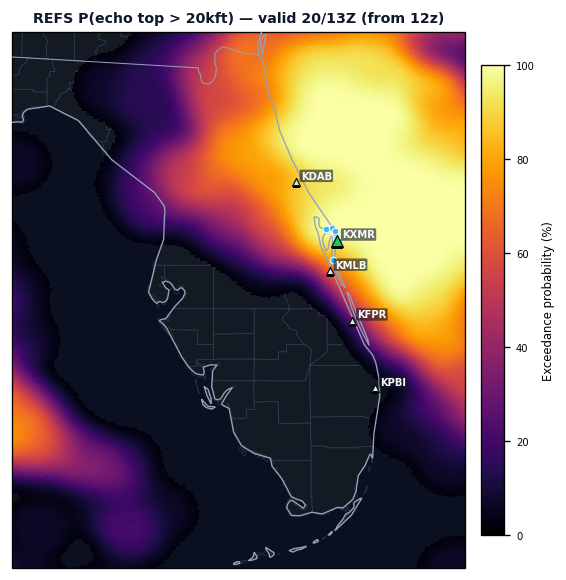 REFS P(echo top > 20kft) — valid 20/13Z (from 12z)
100
80
60
40
20
0
Exceedance probability (%)
KDAB
KXMR
KMLB
KFPR
KPBI